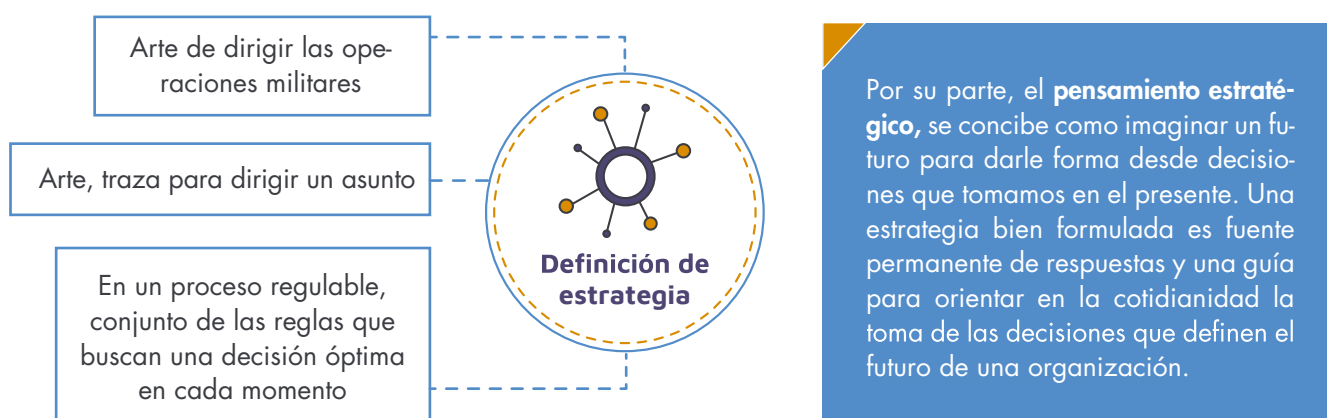 Arte de dirigir las ope-
raciones militares
Arte, traza para dirigir un asunto
En un proceso regulable,
conjunto de las reglas que
buscan una decisión óptima
en cada momento
Definición de
estrategia
Por su parte, el pensamiento estraté-
gico, se concibe como imaginar un fu-
turo para darle forma desde decisio-
nes que tomamos en el presente. Una
estrategia bien formulada es fuente
permanente de respuestas y una guía
para orientar en la cotidianidad la
toma de las decisiones que definen el
futuro de una organización.